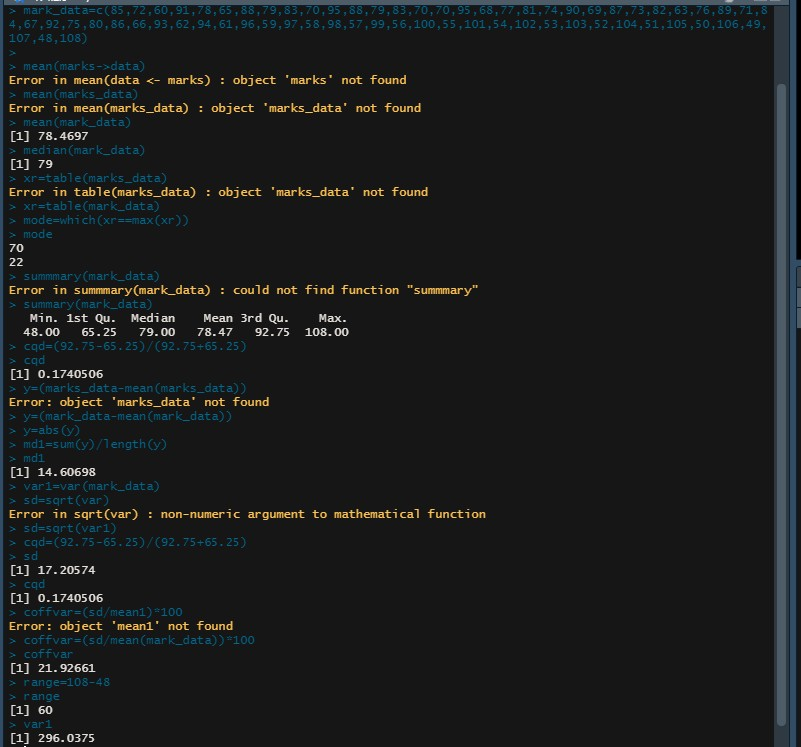 > mark_data=c(85,72,60,91,78,65,88,79,83,70,95,88,79,83,70,70,95,68,77,81,74,90,69,87,73,82,63,76,89,71,8
4,67,92,75,80,86,66,93,62,94,61,96,59,97,58,98,57,99,56,100,55,101,54,102,53,103,52,104,51,105,50,106,49,
107,48,108)
>
> mean(marks->data)
Error in mean(data <- marks) : object 'marks' not found
> mean(marks_data)
Error in mean(marks_data) : object 'marks_data' not found
> mean(mark_data)
[1] 78.4697
> median(mark_data)
[1] 79
> xr=table(marks_data)
Error in table(marks_data) : object 'marks_data' not found
> xr=table(mark_data)
> mode=which(xr==max(xr))
> mode
70
22
> summmary(mark_data)
Error in summmary(mark_data) : could not find function "summmary"
> summary(mark_data)
Min. 1st Qu. Median Mean 3rd Qu. Max.
48.00 65.25 79.00 78.47 92.75 108.00
> cqd=(92.75-65.25)/(92.75+65.25)
> cqd
[1] 0.1740506
> y=(marks_data-mean(marks_data))
Error: object 'marks_data' not found
> y=(mark_data-mean(mark_data))
> y=abs(y)
> md1=sum(y)/length(y)
> md1
[1] 14.60698
> var1=var(mark_data)
> sd=sqrt(var)
Error in sqrt(var) : non-numeric argument to mathematical function
> sd=sqrt(var1)
> cqd=(92.75-65.25)/(92.75+65.25)
> sd
[1] 17.20574
> cqd
[1] 0.1740506
> coffvar=(sd/mean1)*100
Error: object 'mean1' not found
> coffvar=(sd/mean(mark_data))*100
> coffvar
[1] 21.92661
> range=108-48
> range
[1] 60
> var1
[1] 296.0375